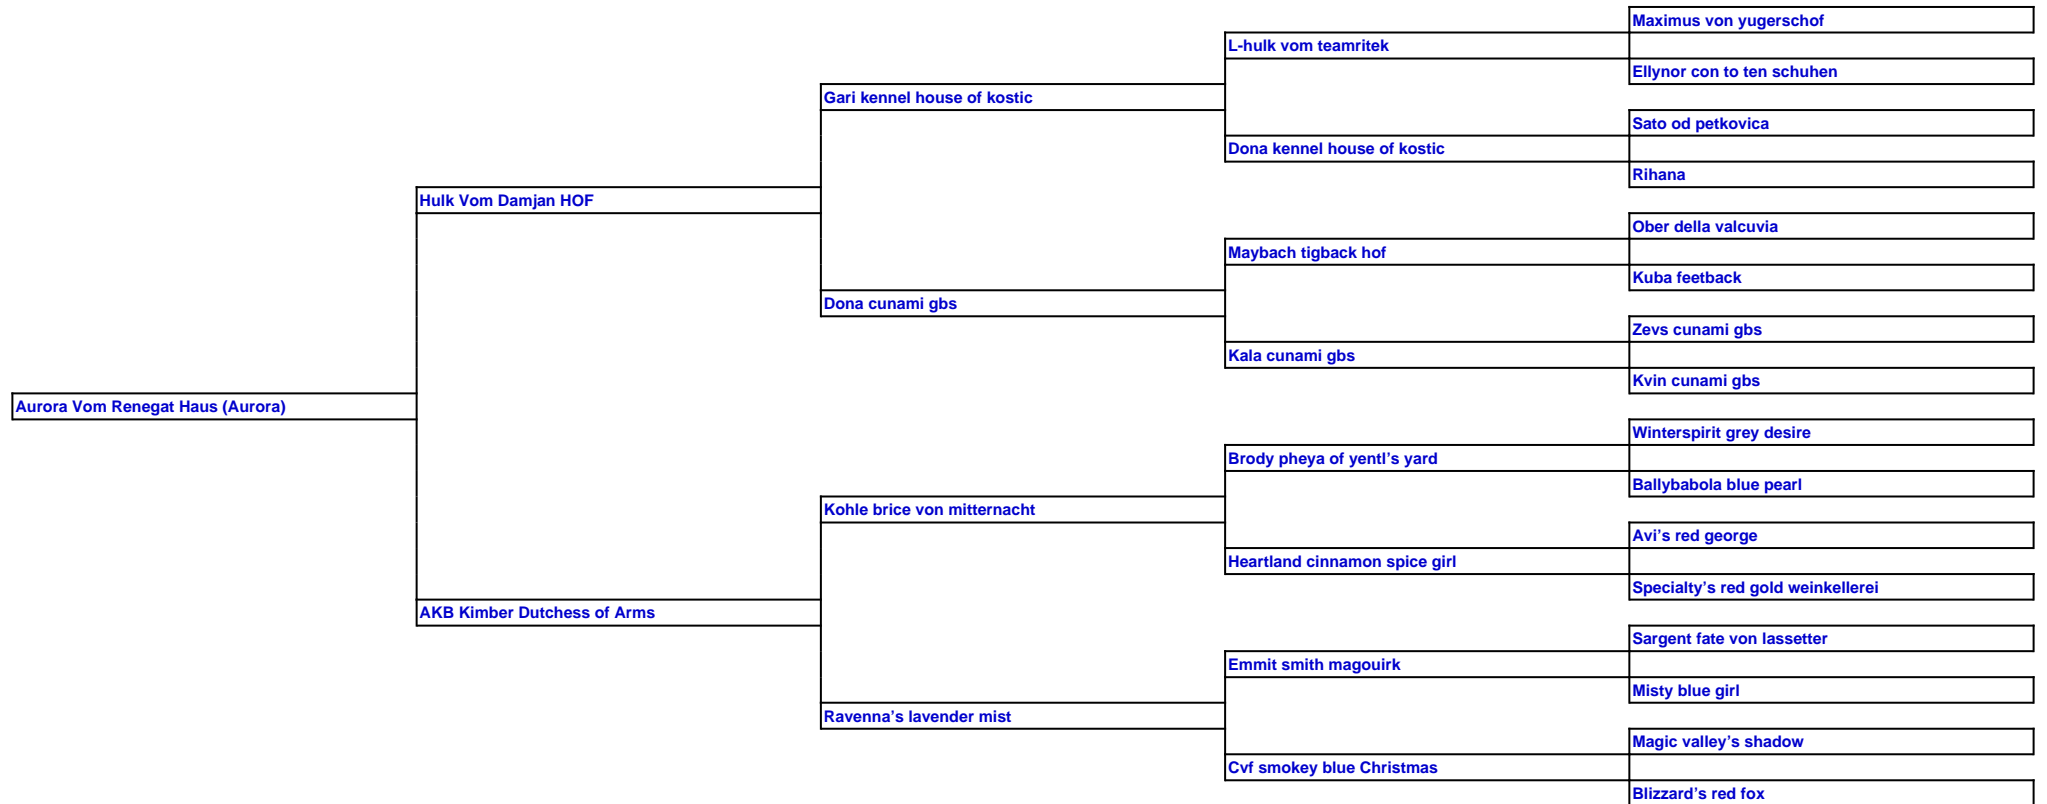 Maximus von yugerschof
L-hulk vom teamritek
Ellynor con to ten schuhen
Gari kennel house of kostic
Sato od petkovica
Dona kennel house of kostic
Rihana
Hulk Vom Damjan HOF
Ober della valcuvia
Maybach tigback hof
Kuba feetback
Dona cunami gbs
Zevs cunami gbs
Kala cunami gbs
Kvin cunami gbs
Aurora Vom Renegat Haus (Aurora)
Winterspirit grey desire
Brody pheya of yentl’s yard
Ballybabola blue pearl
Kohle brice von mitternacht
Avi’s red george
Heartland cinnamon spice girl
Specialty’s red gold weinkellerei
AKB Kimber Dutchess of Arms
Sargent fate von lassetter
Emmit smith magouirk
Misty blue girl
Ravenna’s lavender mist
Magic valley’s shadow
Cvf smokey blue Christmas
Blizzard’s red fox